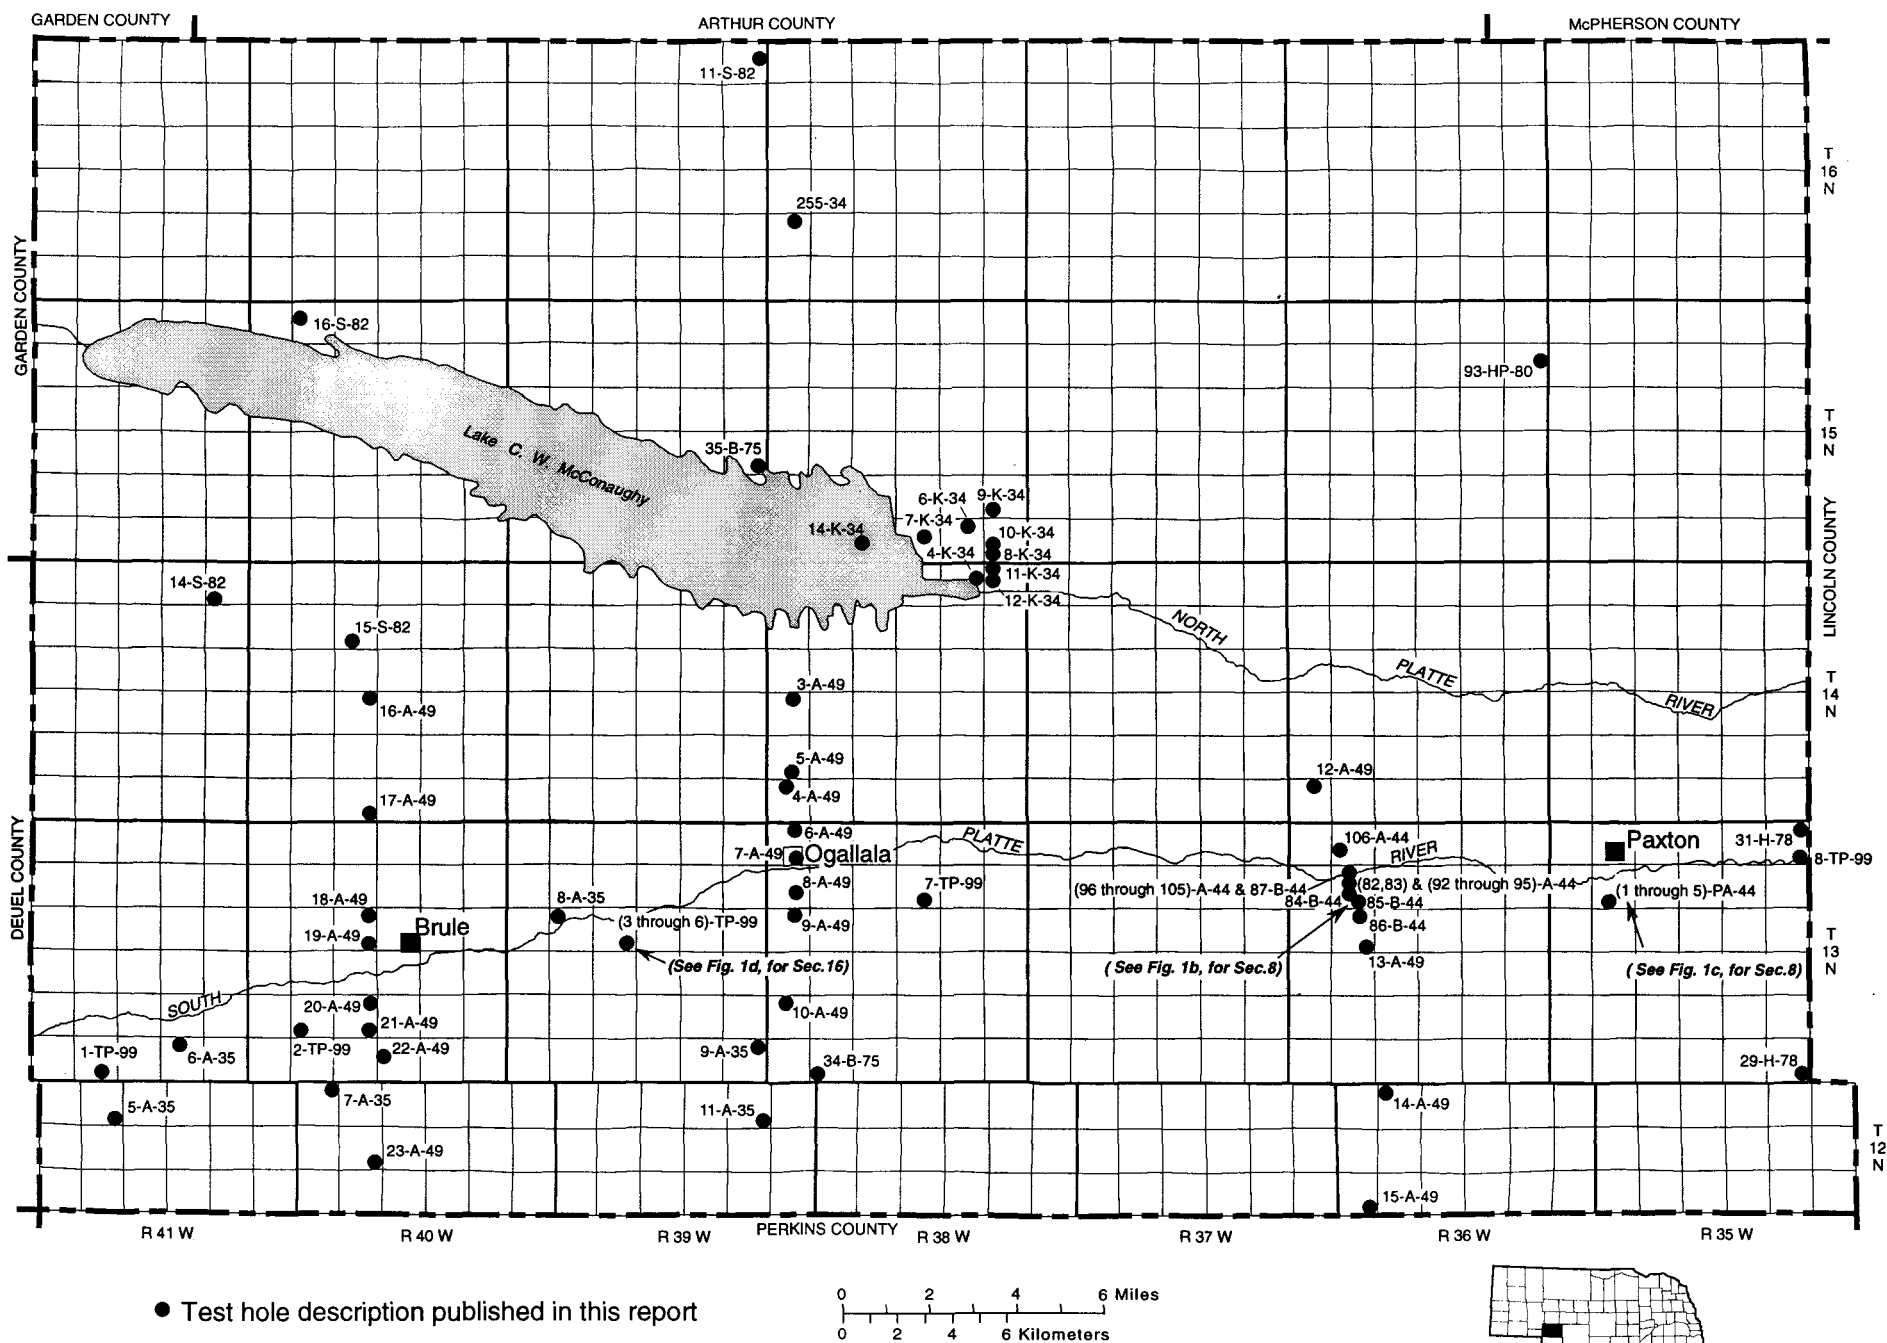 GARDEN COUNTY
ARTHUR COUNTY
McPHERSON COUNTY
11-S-82
T
16
N
255-34
GARDEN COUNTY
16-S-82
93-HP-80
T
15
N
Lake C. W. McConaughy
35-B-75
6-K-34
9-K-34
7-K-34
14-K-34
10-K-34
4-K-34
8-K-34
11-K-34
12-K-34
LINCOLN COUNTY
14-S-82
15-S-82
NORTH
PLATTE
RIVER
T
14
N
3-A-49
16-A-49
5-A-49
4-A-49
12-A-49
17-A-49
DEUEL COUNTY
6-A-49
7-A-49
Ogallala
PLATTE
RIVER
106-A-44
Paxton
31-H-78
8-TP-99
8-A-49
7-TP-99
(96 through 105)-A-44 & 87-B-44
(82,83) & (92 through 95)-A-44
(1 through 5)-PA-44
84-B-44
85-B-44
86-B-44
18-A-49
8-A-35
(3 through 6)-TP-99
9-A-49
19-A-49
Brule
(See Fig. 1d, for Sec.16)
( See Fig. 1b, for Sec.8)
13-A-49
( See Fig. 1c, for Sec.8)
T
13
N
SOUTH
20-A-49
10-A-49
21-A-49
1-TP-99
6-A-35
2-TP-99
22-A-49
9-A-35
34-B-75
29-H-78
5-A-35
7-A-35
11-A-35
14-A-49
23-A-49
T
12
N
15-A-49
R 41 W
R 40 W
R 39 W
PERKINS COUNTY
R 38 W
R 37 W
R 36 W
R 35 W
Test hole description published in this report
0 2 4 6 Miles
0 2 4 6 Kilometers